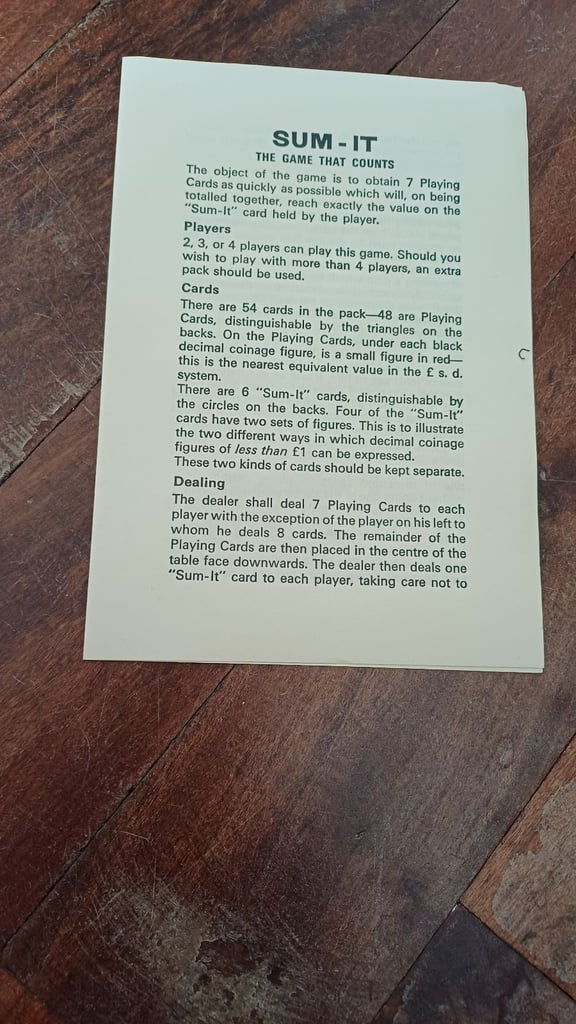 SUM-IT
THE GAME THAT COUNTS
The object of the game is to obtain 7 Playing
Cards as quickly as possible which will, on being
totalled together, reach exactly the value on the
"Sum-It" card held by the player.
Players
2, 3, or 4 players can play this game. Should you
wish to play with more than 4 players, an extra
pack should be used.
Cards
There are 54 cards in the pack—48 are Playing
Cards, distinguishable by the triangles on the
backs. On the Playing Cards, under each black
decimal coinage figure, is a small figure in red—
this is the nearest equivalent value in the £ s. d.
system.
There are 6 "Sum-It" cards, distinguishable by
the circles on the backs. Four of the "Sum-It"
cards have two sets of figures. This is to illustrate
the two different ways in which decimal coinage
figures of less than £1 can be expressed.
These two kinds of cards should be kept separate.
Dealing
The dealer shall deal 7 Playing Cards to each
player with the exception of the player on his left to
whom he deals 8 cards. The remainder of the
Playing Cards are then placed in the centre of the
table face downwards. The dealer then deals one
"Sum-It" card to each player, taking care not to